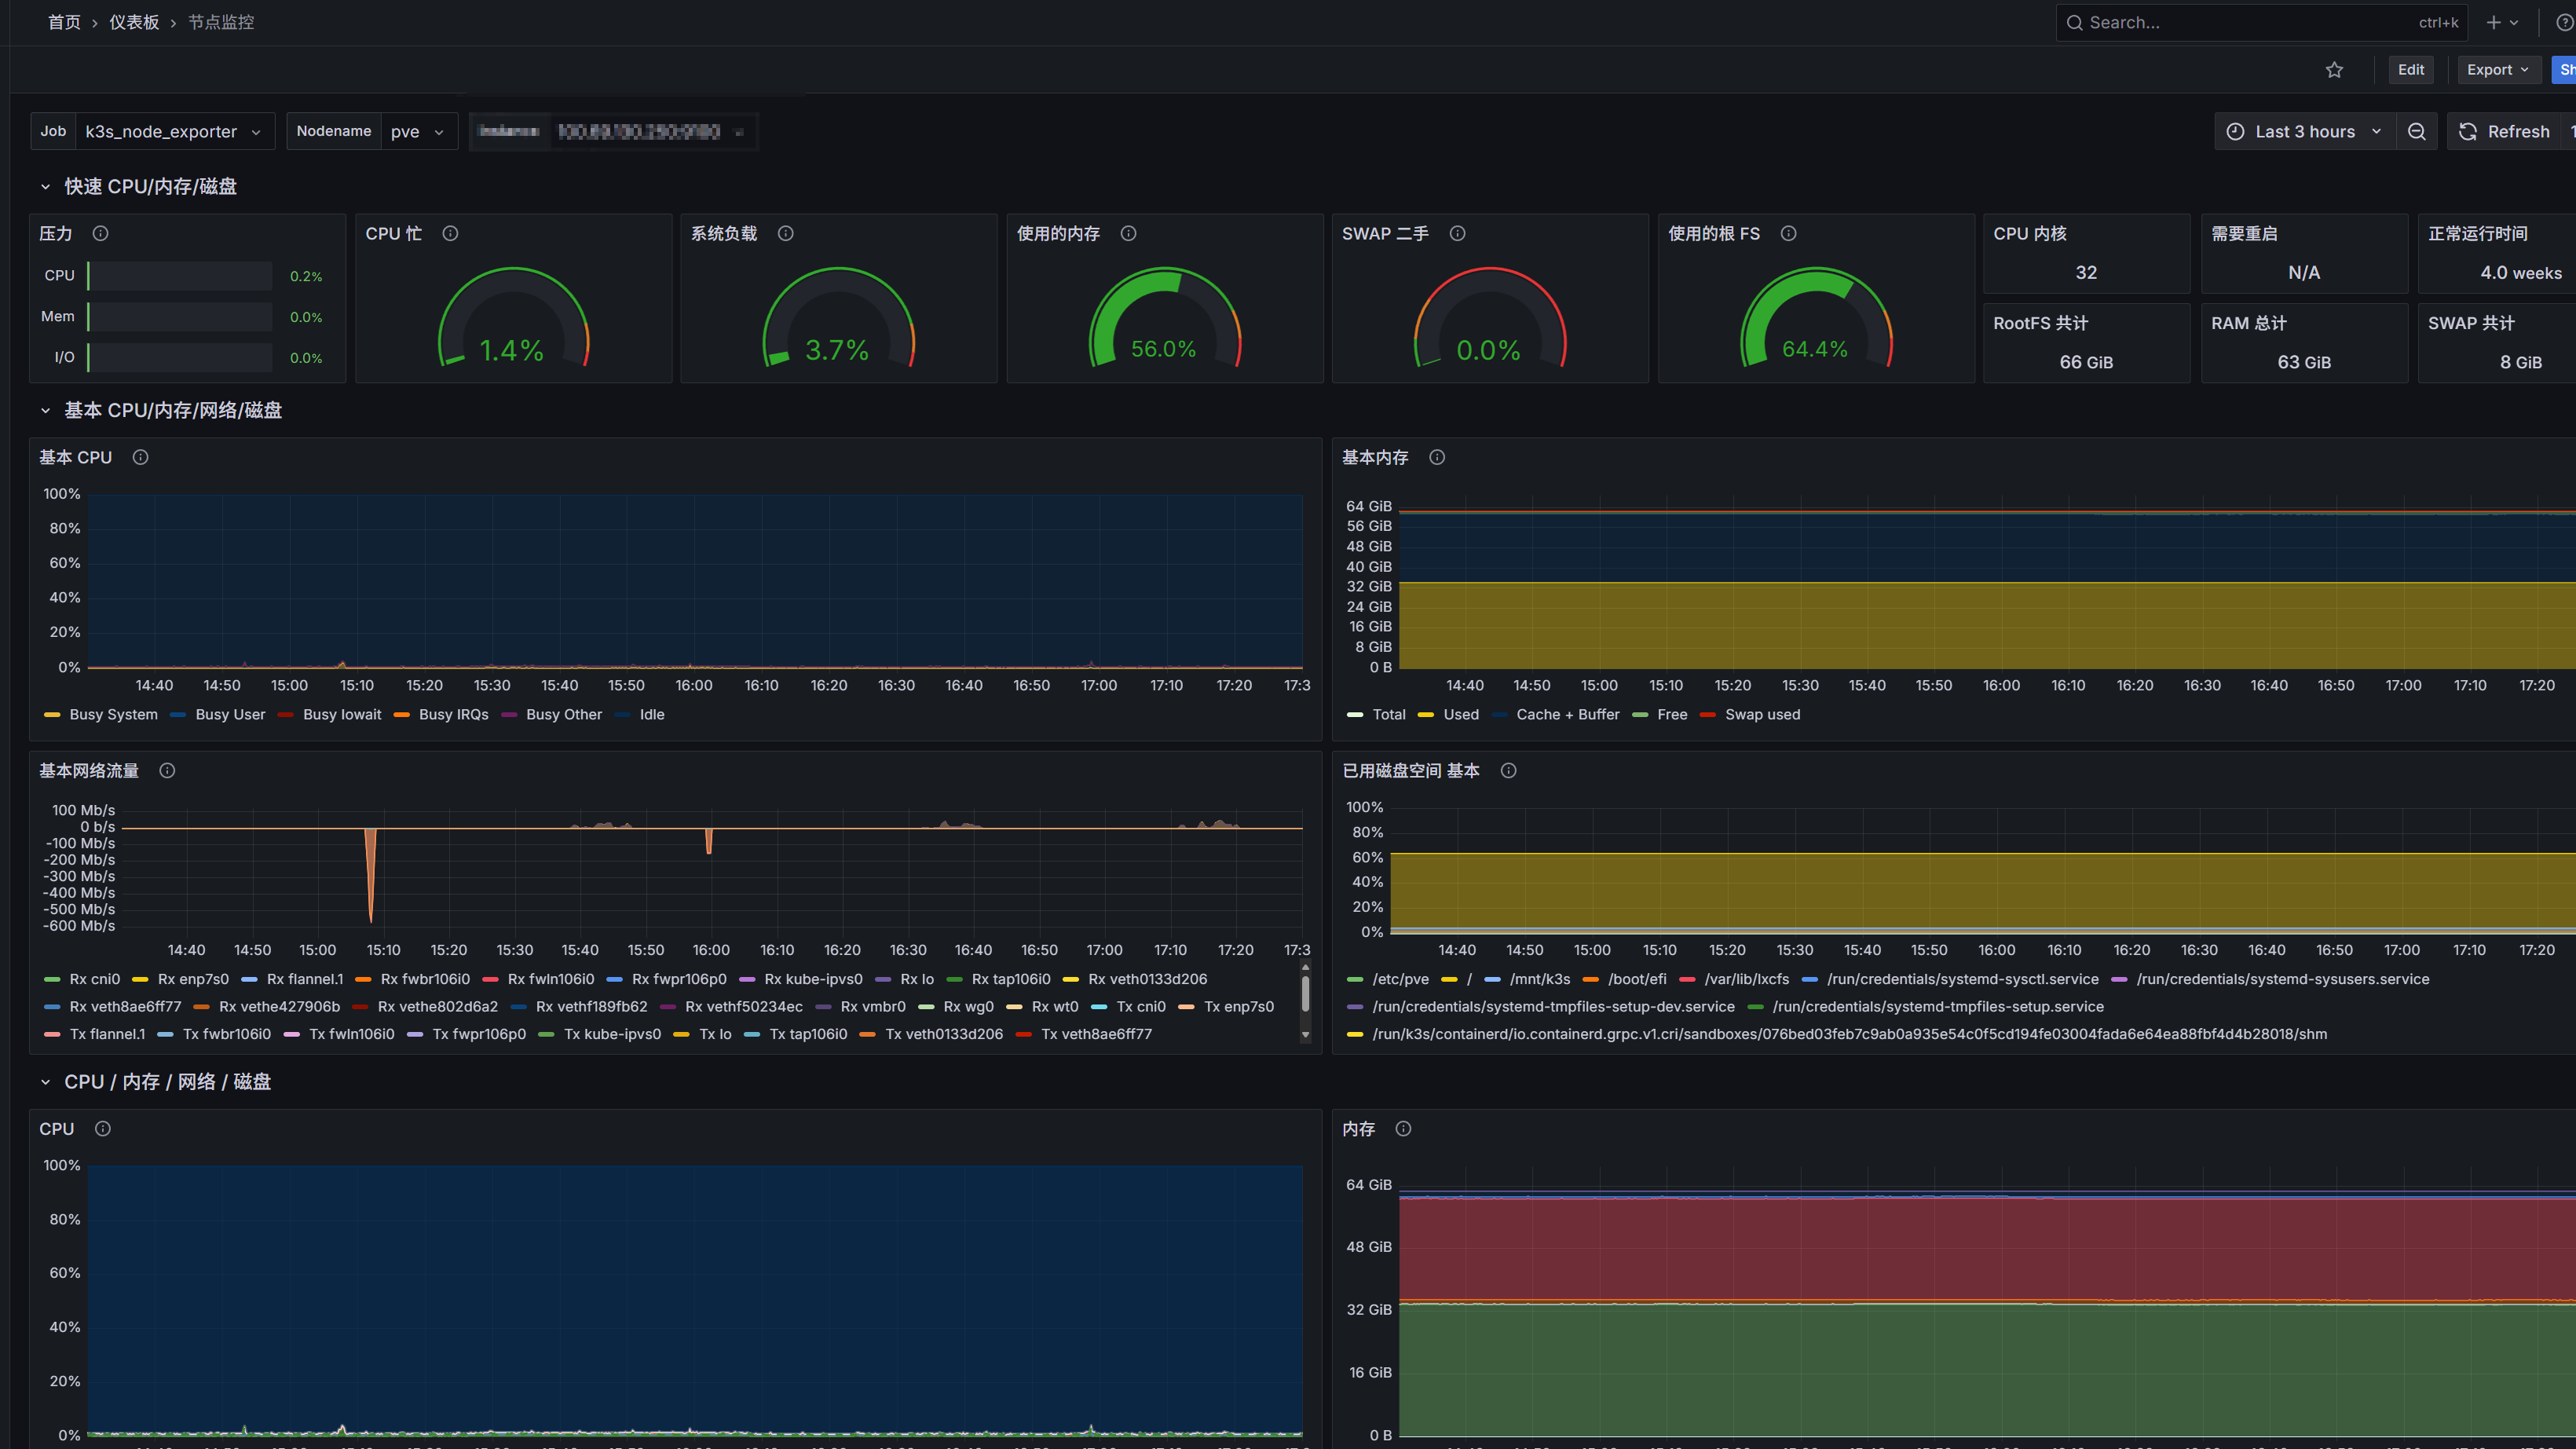 首页 › 仪表板 › 节点监控 Search... ctrl+k
Edit Export
Job k3s_node_exporter Nodename pve Last 3 hours Refresh
快速 CPU/内存/磁盘
压力 CPU 忙 系统负载 使用的内存 SWAP 二手 使用的根 FS CPU 内核 需要重启 正常运行时间
CPU 0.2%
Mem 0.0%
I/O 0.0%
1.4% 3.7% 56.0% 0.0% 64.4%
32 N/A 4.0 weeks
RootFS 共计 RAM 总计 SWAP 共计
66 GiB 63 GiB 8 GiB
基本 CPU/内存/网络/磁盘
基本 CPU
100%
80%
60%
40%
20%
0%
14:40 14:50 15:00 15:10 15:20 15:30 15:40 15:50 16:00 16:10 16:20 16:30 16:40 16:50 17:00 17:10 17:20 17:3
Busy System Busy User Busy Iowait Busy IRQs Busy Other Idle
基本内存
64 GiB
56 GiB
48 GiB
40 GiB
32 GiB
24 GiB
16 GiB
8 GiB
0 B
14:40 14:50 15:00 15:10 15:20 15:30 15:40 15:50 16:00 16:10 16:20 16:30 16:40 16:50 17:00 17:10 17:20
Total Used Cache + Buffer Free Swap used
基本网络流量
100 Mb/s
0 b/s
-100 Mb/s
-200 Mb/s
-300 Mb/s
-400 Mb/s
-500 Mb/s
-600 Mb/s
14:40 14:50 15:00 15:10 15:20 15:30 15:40 15:50 16:00 16:10 16:20 16:30 16:40 16:50 17:00 17:10 17:20 17:3
Rx cni0 Rx enp7s0 Rx flannel.1 Rx fwbr106i0 Rx fwln106i0 Rx fwpr106p0 Rx kube-ipvs0 Rx lo Rx tap106i0 Rx veth0133d206
Rx veth8ae6ff77 Rx vethe427906b Rx vethe802d6a2 Rx vethf189fb62 Rx vethf50234ec Rx vmbr0 Rx wg0 Rx wt0 Tx cni0 Tx enp7s0
Tx flannel.1 Tx fwbr106i0 Tx fwln106i0 Tx fwpr106p0 Tx kube-ipvs0 Tx lo Tx tap106i0 Tx veth0133d206 Tx veth8ae6ff77
已用磁盘空间 基本
100%
80%
60%
40%
20%
0%
14:40 14:50 15:00 15:10 15:20 15:30 15:40 15:50 16:00 16:10 16:20 16:30 16:40 16:50 17:00 17:10 17:20
/etc/pve / /mnt/k3s /boot/efi /var/lib/lxcfs /run/credentials/systemd-sysctl.service /run/credentials/systemd-sysusers.service
/run/credentials/systemd-tmpfiles-setup-dev.service /run/credentials/systemd-tmpfiles-setup.service
/run/k3s/containerd/io.containerd.grpc.v1.cri/sandboxes/076bed03feb7c9ab0a935e54c0f5cd194fe03004fada6e64ea88fbf4d4b28018/shm
CPU / 内存 / 网络 / 磁盘
CPU
100%
80%
60%
40%
20%
0%
内存
64 GiB
48 GiB
32 GiB
16 GiB
0 B